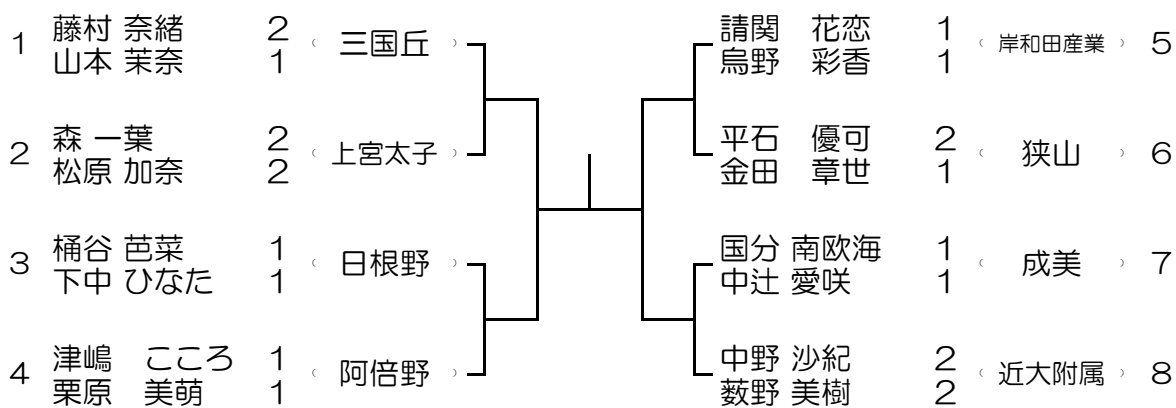 1 藤村 奈緒 2 （ 三国丘 ）
山本 茉奈 1
2 森 一葉 2 （ 上宮太子 ）
松原 加奈 2
3 桶谷 芭菜 1 （ 日根野 ）
下中 ひなた 1
4 津嶋 こころ 1 （ 阿倍野 ）
栗原 美萌 1
請関 花恋 1 （ 岸和田産業 ） 5
烏野 彩香 1
平石 優可 2 （ 狭山 ） 6
金田 章世 1
国分 南欧海 1 （ 成美 ） 7
中辻 愛咲 1
中野 沙紀 2 （ 近大附属 ） 8
薮野 美樹 2